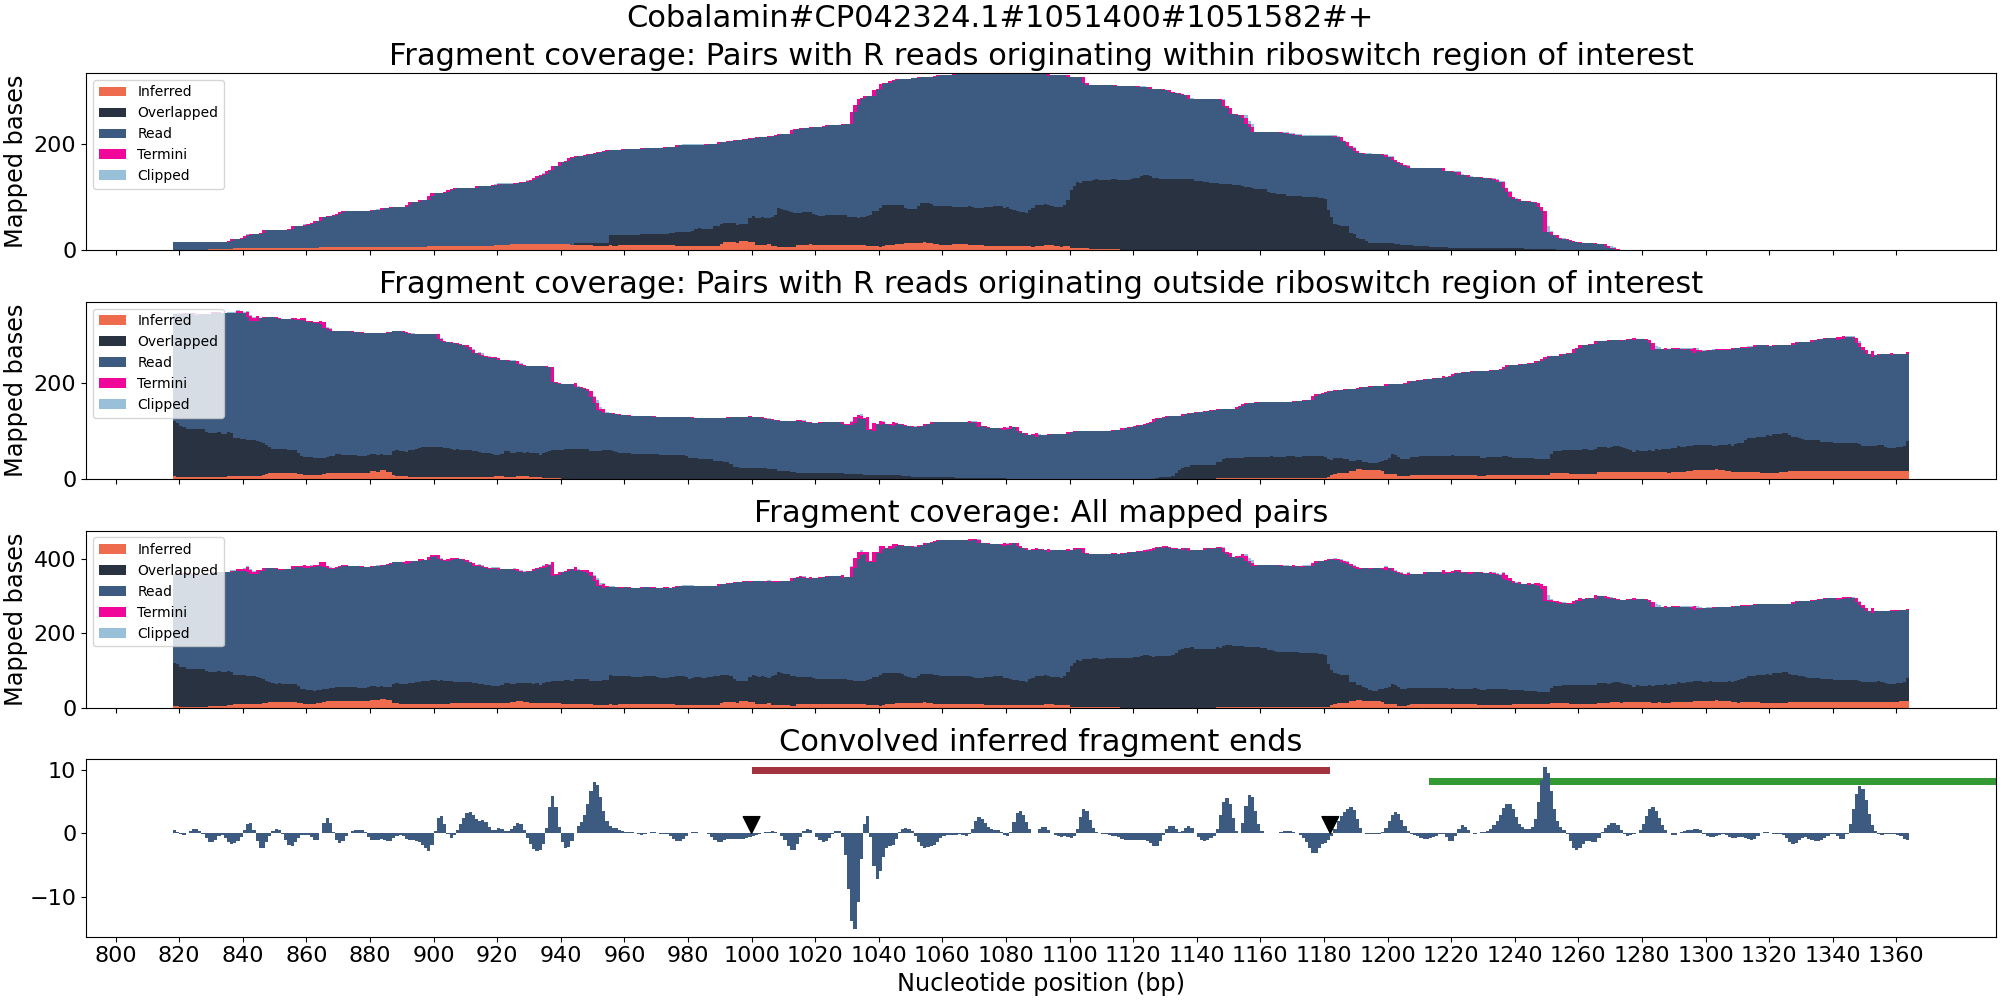 Cobalamin#CP042324.1#1051400#1051582#+
Fragment coverage: Pairs with R reads originating within riboswitch region of interest
Mapped bases
200
0
Inferred
Overlapped
Read
Termini
Clipped
Fragment coverage: Pairs with R reads originating outside riboswitch region of interest
Mapped bases
200
0
Inferred
Overlapped
Read
Termini
Clipped
Fragment coverage: All mapped pairs
Mapped bases
400
200
0
Inferred
Overlapped
Read
Termini
Clipped
Convolved inferred fragment ends
10
0
−10
800 820 840 860 880 900 920 940 960 980 1000 1020 1040 1060 1080 1100 1120 1140 1160 1180 1200 1220 1240 1260 1280 1300 1320 1340 1360
Nucleotide position (bp)